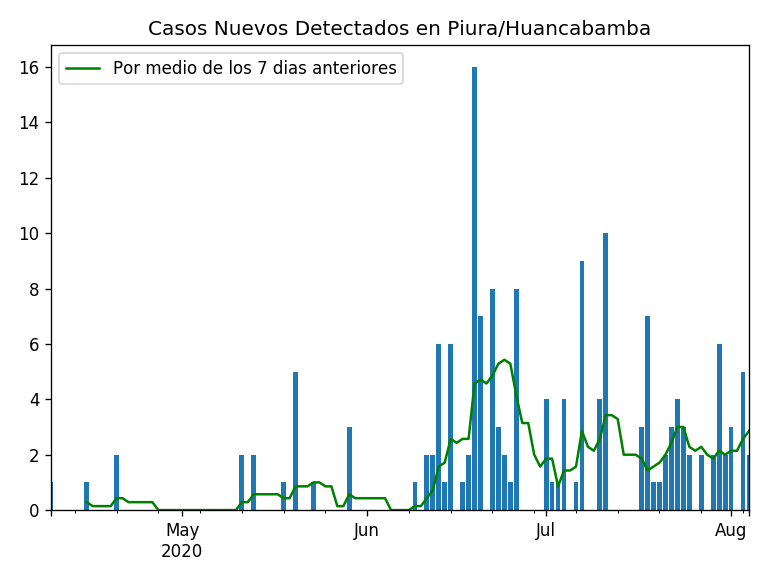 Casos Nuevos Detectados en Piura/Huancabamba
Por medio de los 7 dias anteriores
16
14
12
10
8
6
4
2
0
May
2020
Jun
Jul
Aug